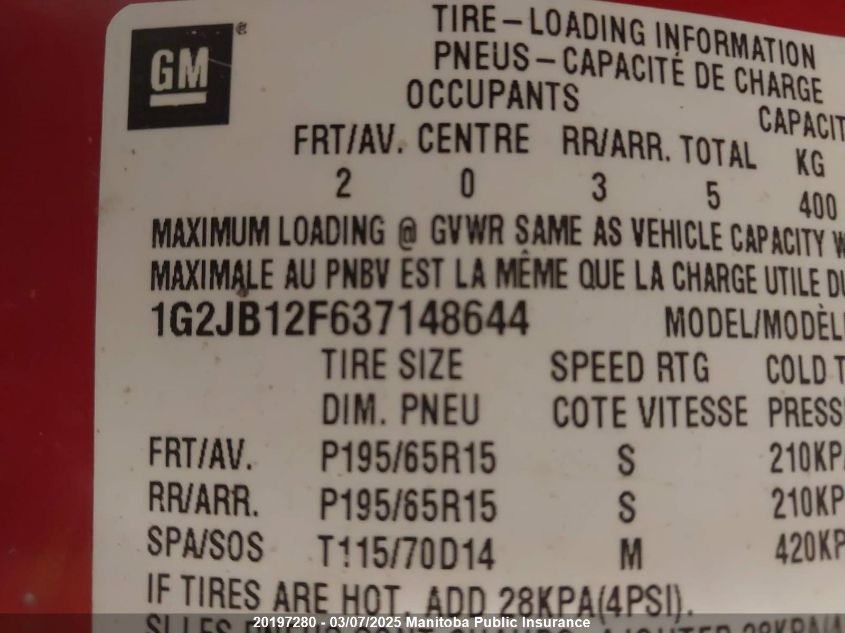 GM®
TIRE-LOADING INFORMATION
PNEUS-CAPACITÉ DE CHARGE
OCCUPANTS CAPACIT
FRT/AV. CENTRE RR/ARR. TOTAL KG
2 0 3 5 400
MAXIMUM LOADING @ GVWR SAME AS VEHICLE CAPACITY W
MAXIMALE AU PNBV EST LA MÊME QUE LA CHARGE UTILE DU
1G2JB12F637148644 MODEL/MODÈL
TIRE SIZE SPEED RTG COLD T
DIM. PNEU COTE VITESSE PRESS
FRT/AV. P195/65R15 S 210KPA
RR/ARR. P195/65R15 S 210KP
SPA/SOS T115/70D14 M 420KP
IF TIRES ARE HOT, ADD 28KPA(4PSI).
20197280 - 03/07/2025 Manitoba Public Insurance